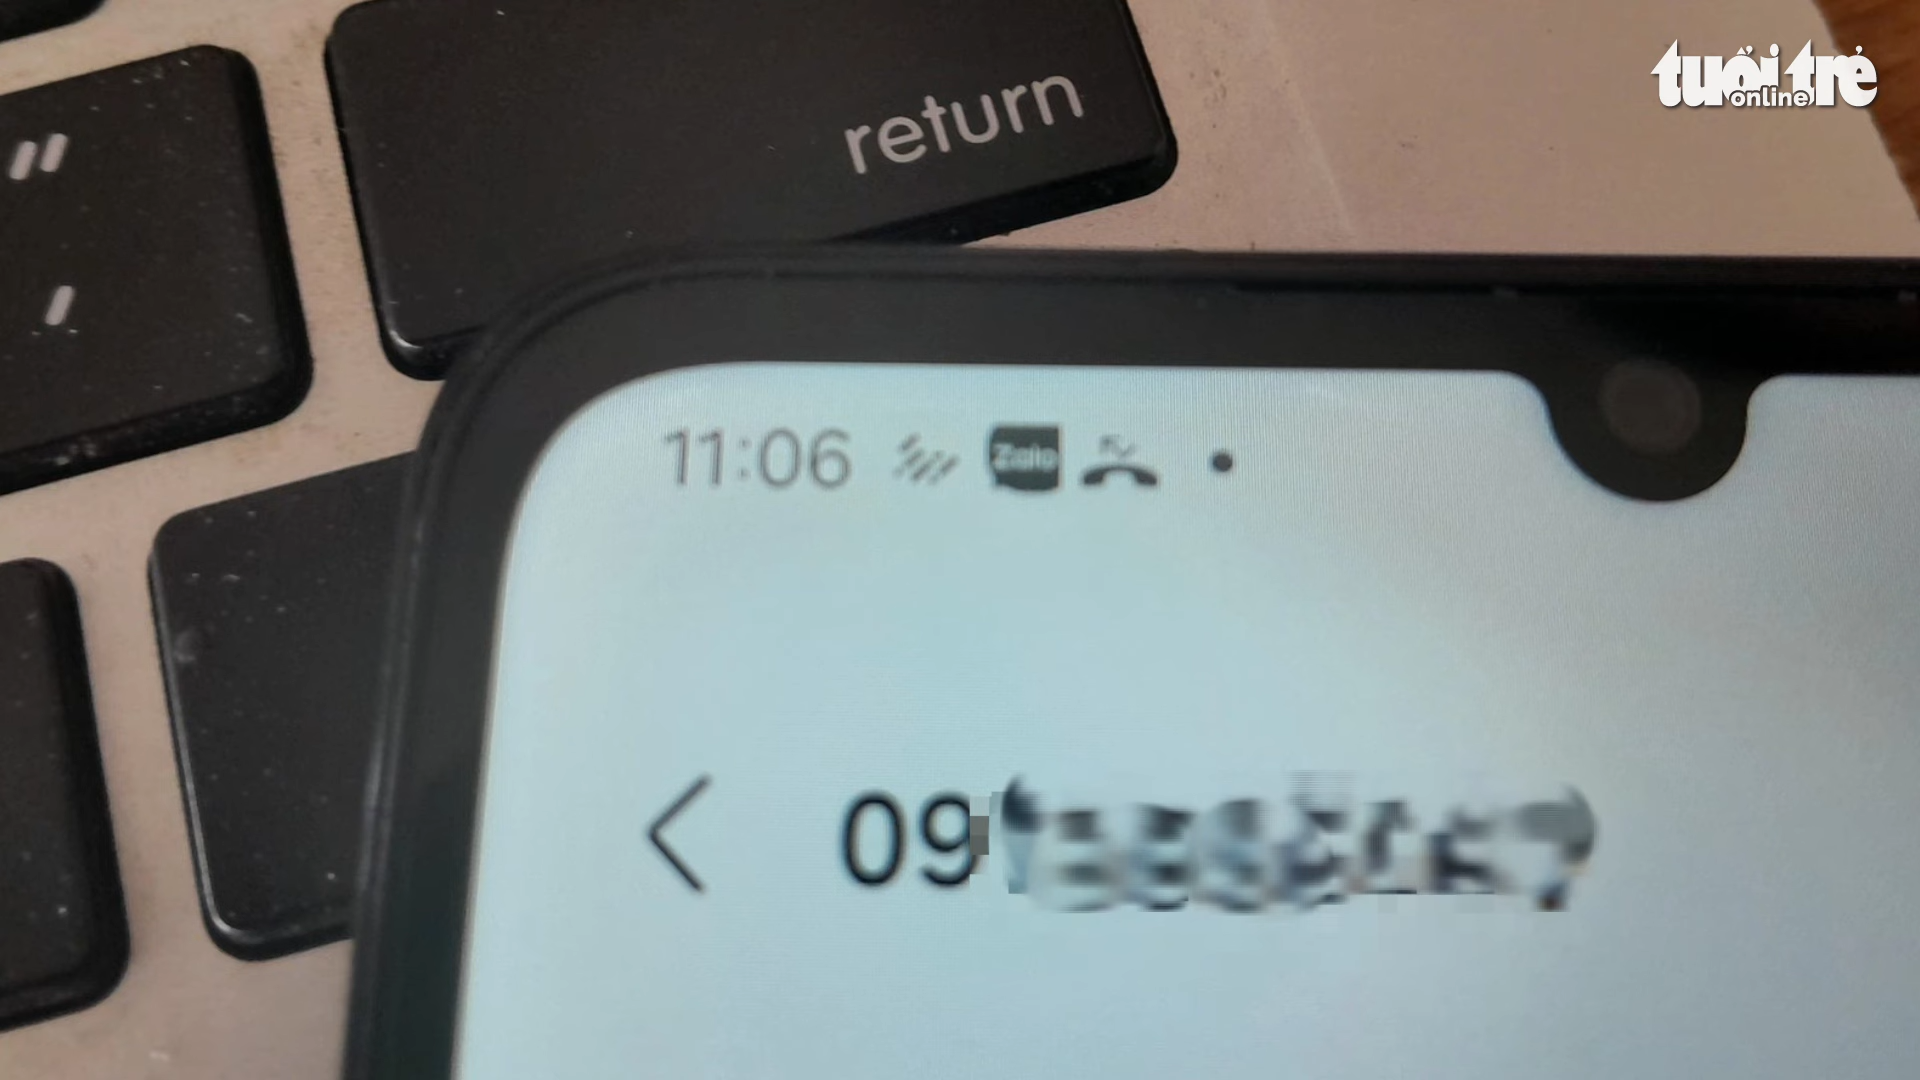 tuổi trẻ
online
"
return
'
11:06
Zalo
09